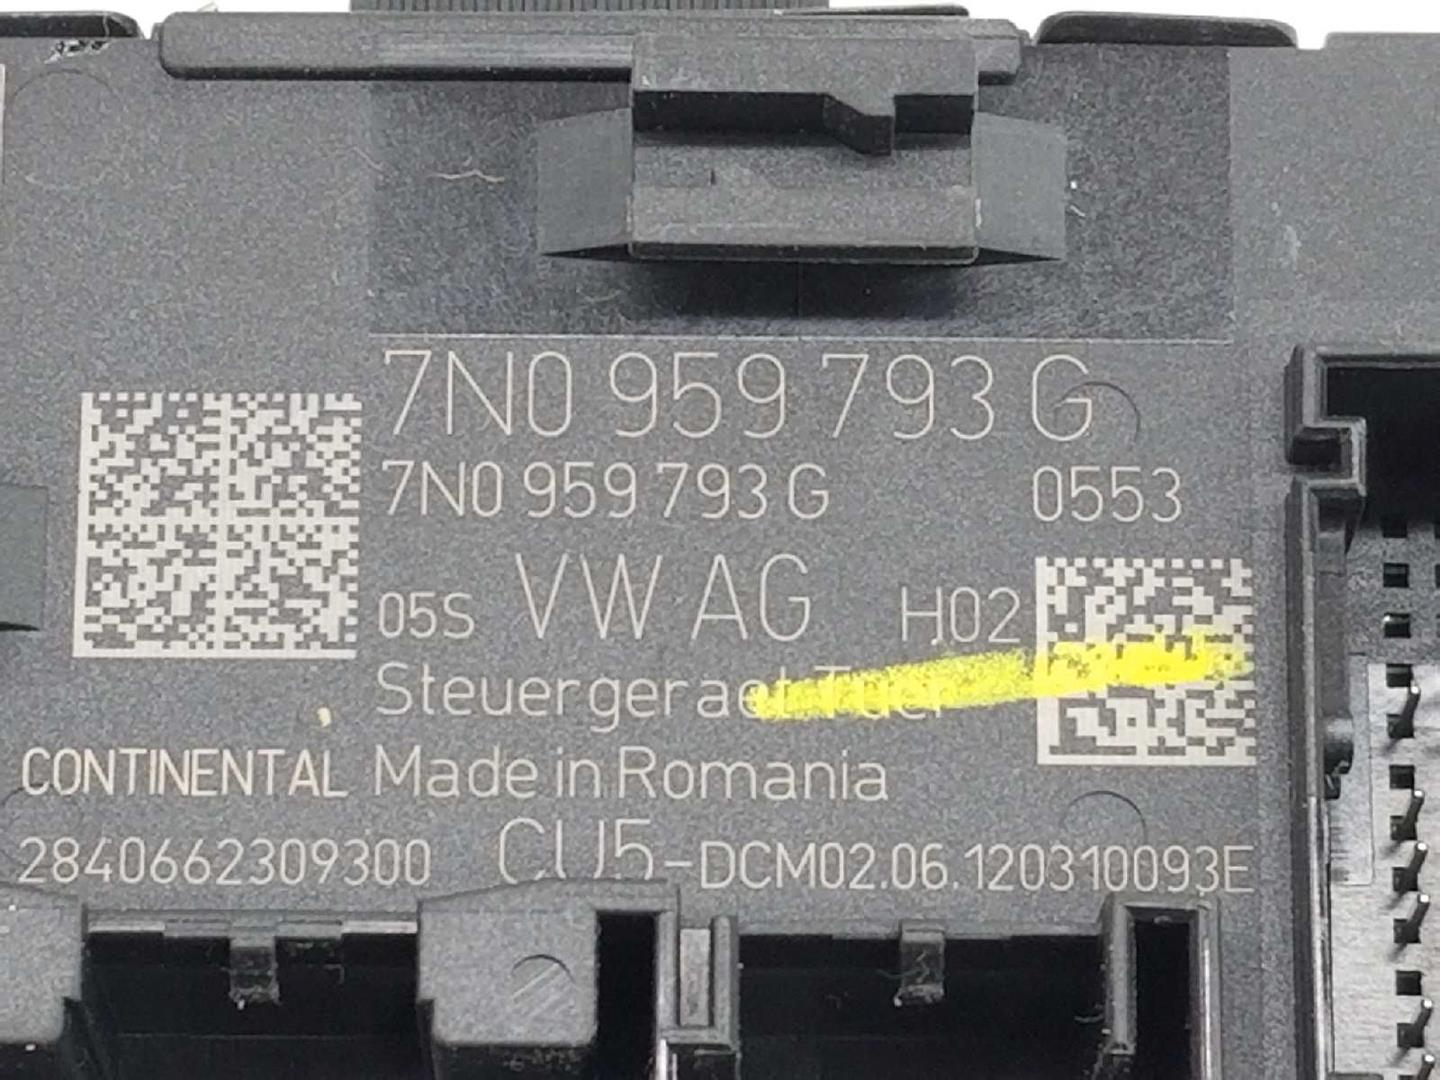 7N0 959 793 G
7N0 959 793 G 0553
05S VW AG H02
Steuergeraet Tuer
CONTINENTAL Made in Romania
2840662309300 CU5-DCM02.06.120310093E